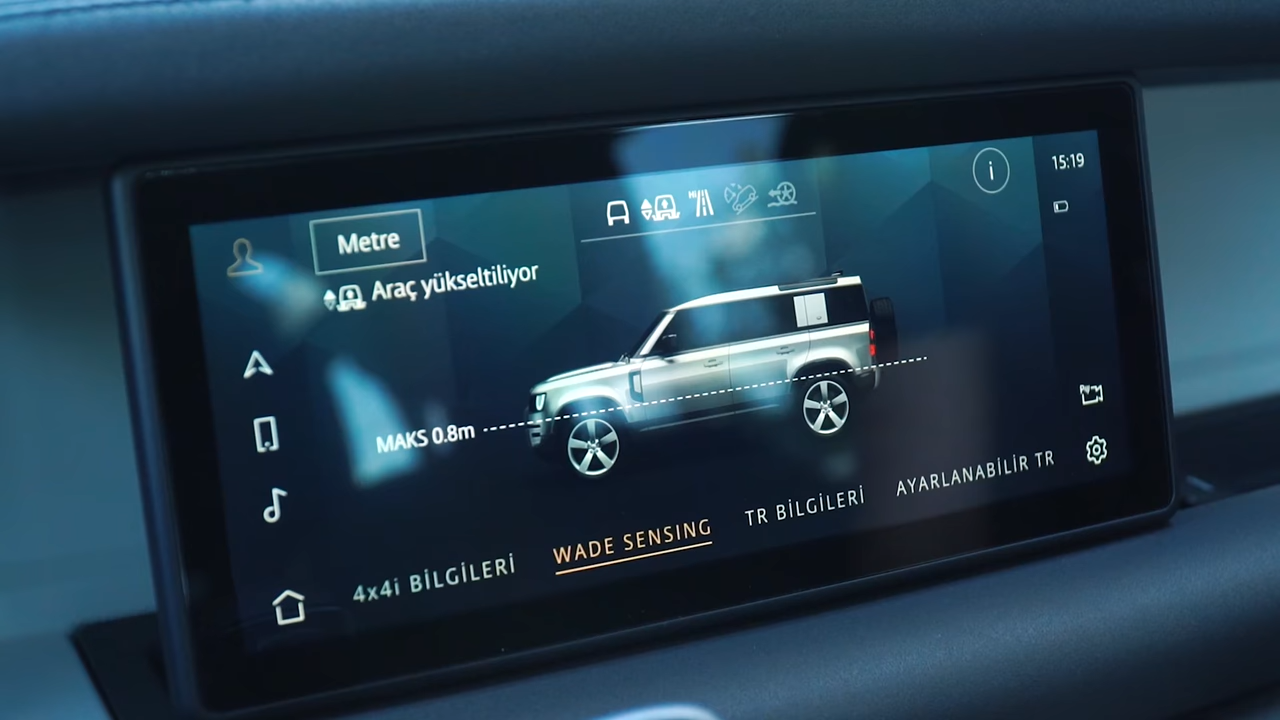 Metre
Araç yükseltiliyor
HI
i
15:19
MAKS 0.8m
4x4i BİLGİLERİ
WADE SENSING
TR BİLGİLERİ
AYARLANABİLİR TR